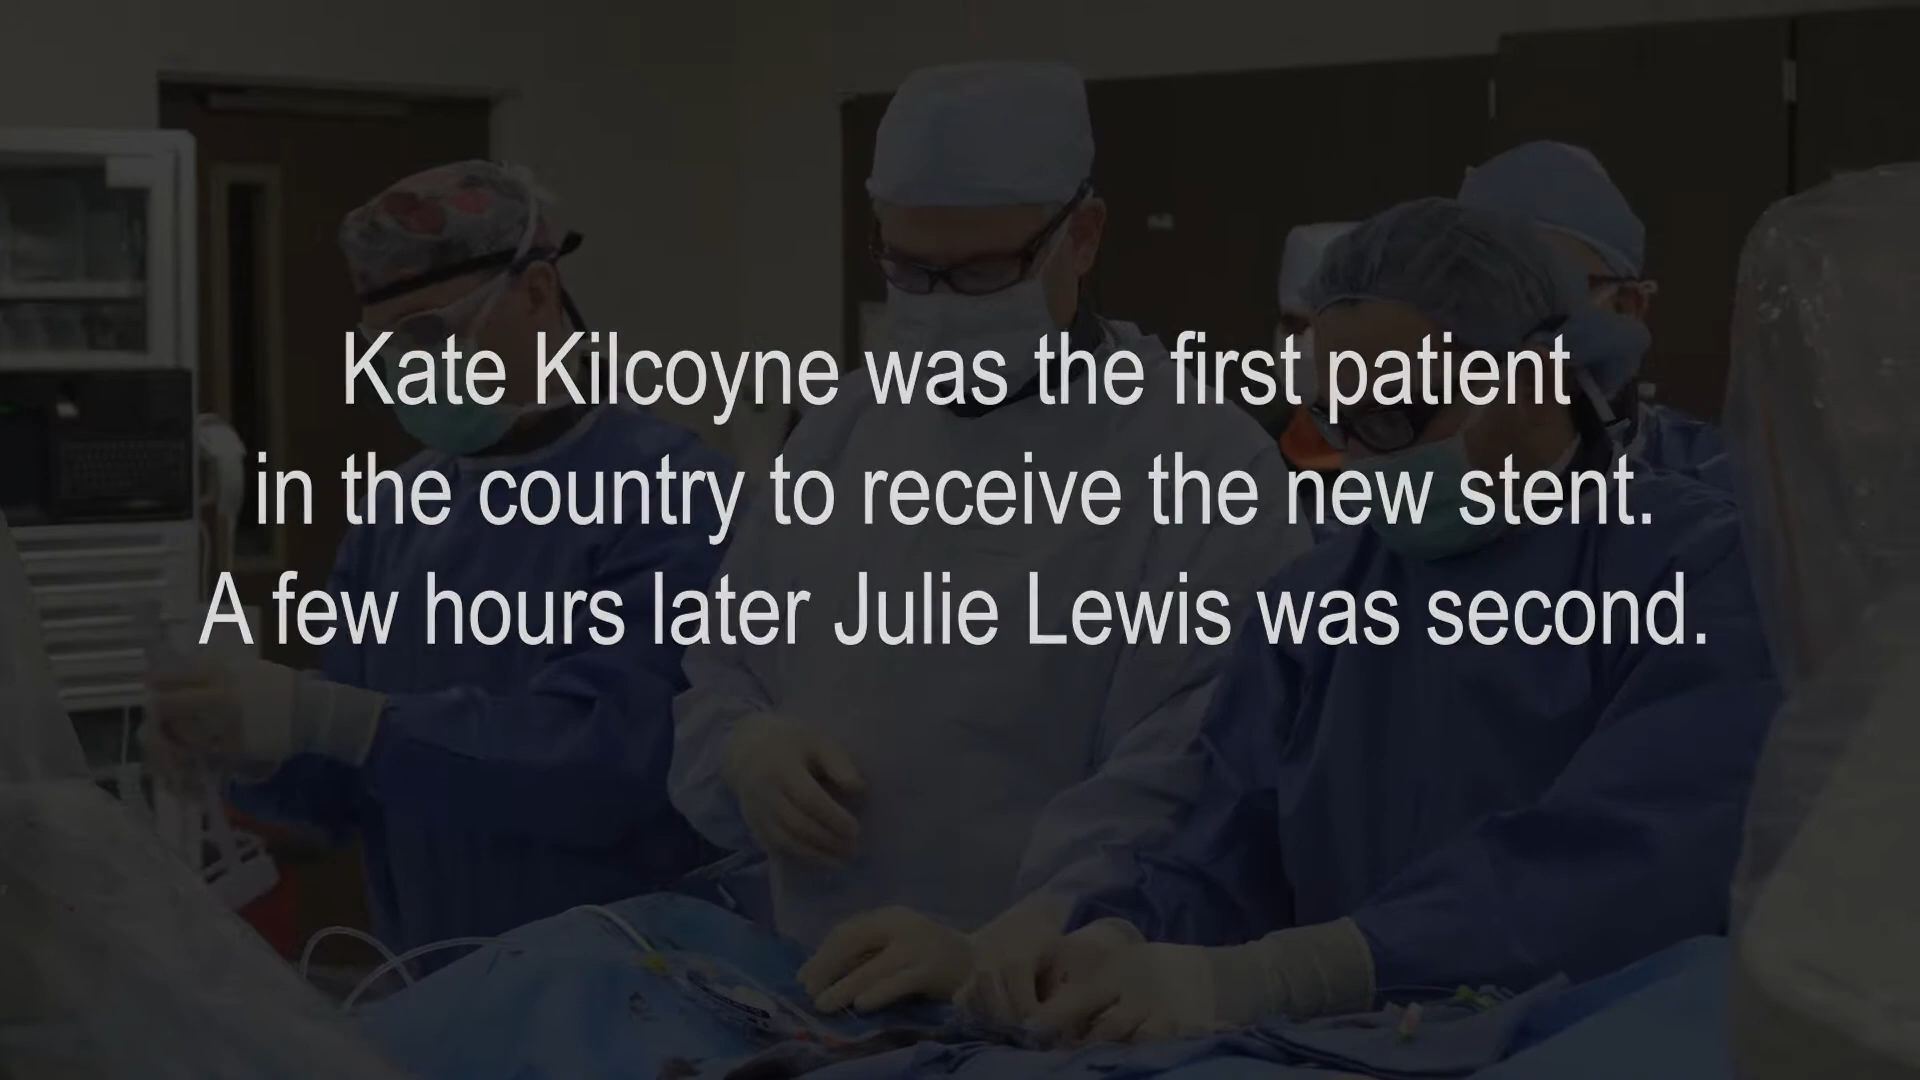 Kate Kilcoyne was the first patient
in the country to receive the new stent.
A few hours later Julie Lewis was second.